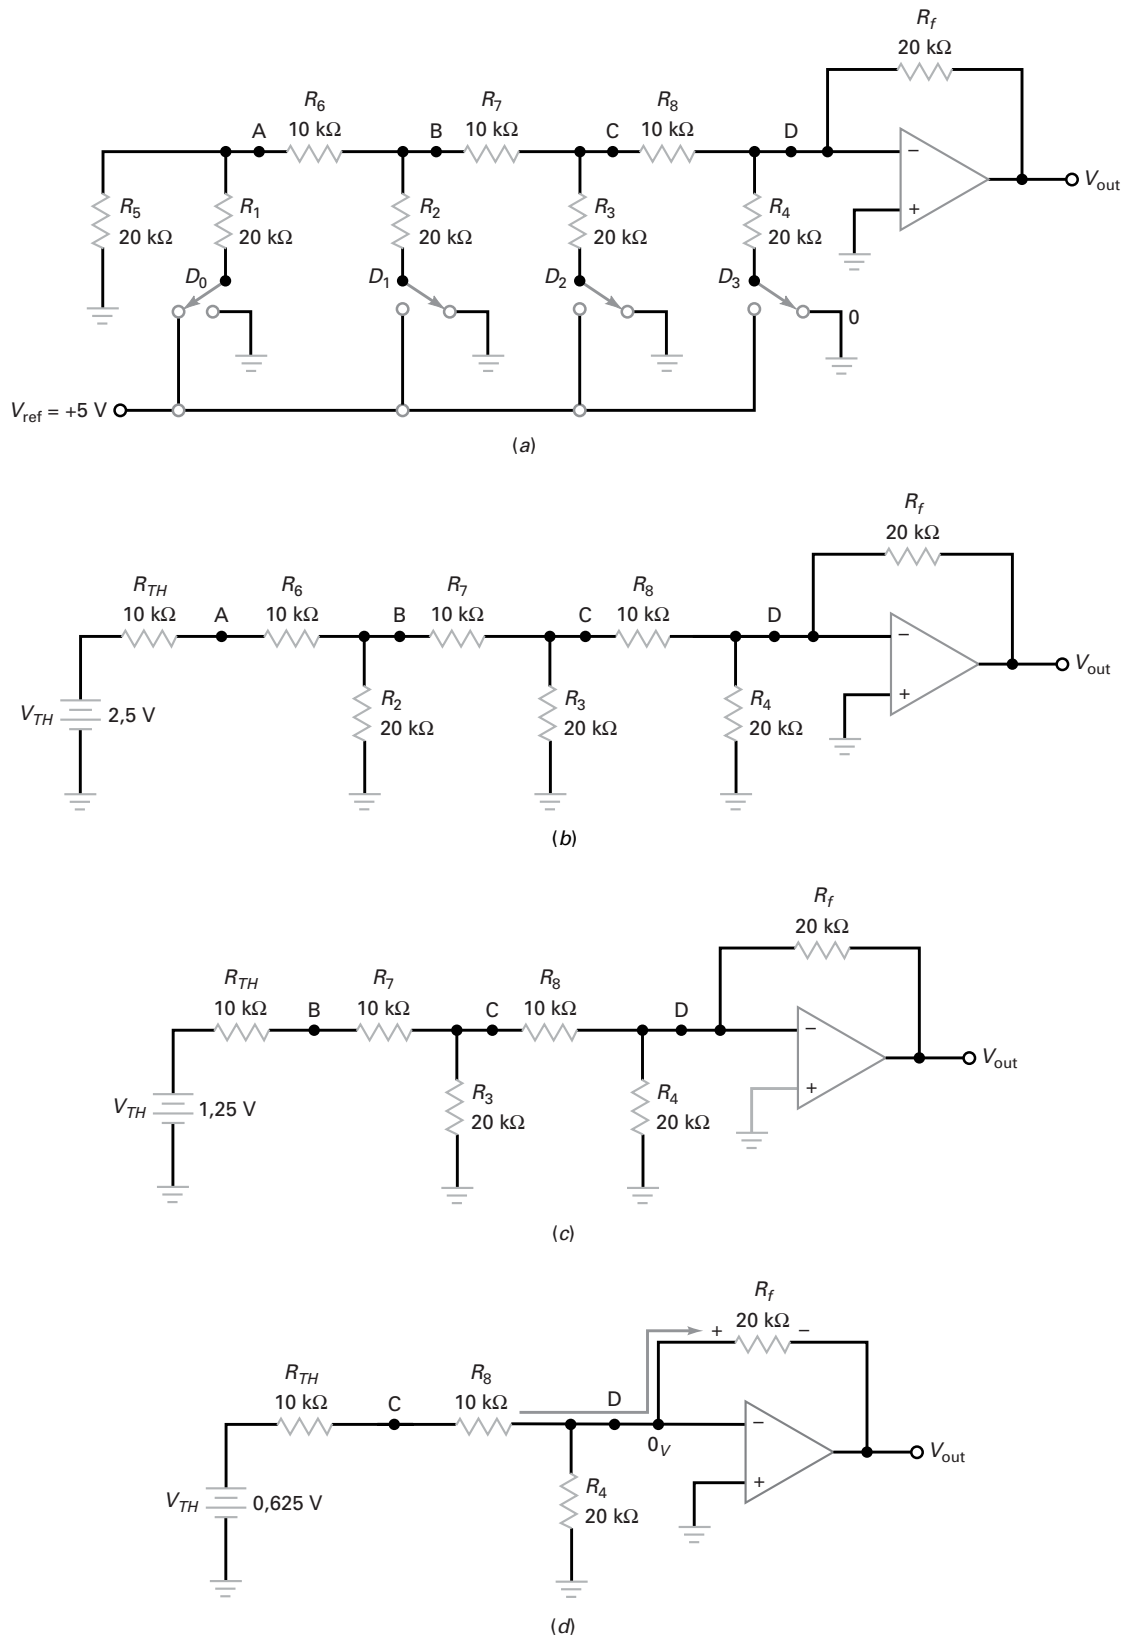 R_f
20 kΩ
R_6 R_7 R_8
A 10 kΩ B 10 kΩ C 10 kΩ D
− V_out
R_5 R_1 R_2 R_3 R_4 +
20 kΩ 20 kΩ 20 kΩ 20 kΩ 20 kΩ
D_0 D_1 D_2 D_3
0
V_ref = +5 V
(a)
R_f
20 kΩ
R_TH R_6 R_7 R_8
10 kΩ A 10 kΩ B 10 kΩ C 10 kΩ D
− V_out
V_TH 2,5 V R_2 R_3 R_4 +
20 kΩ 20 kΩ 20 kΩ
(b)
R_f
20 kΩ
R_TH R_7 R_8
10 kΩ B 10 kΩ C 10 kΩ D
− V_out
V_TH 1,25 V R_3 R_4 +
20 kΩ 20 kΩ
(c)
R_f
+ 20 kΩ −
R_TH R_8
10 kΩ C 10 kΩ D
0_V − V_out
V_TH 0,625 V R_4 +
20 kΩ
(d)